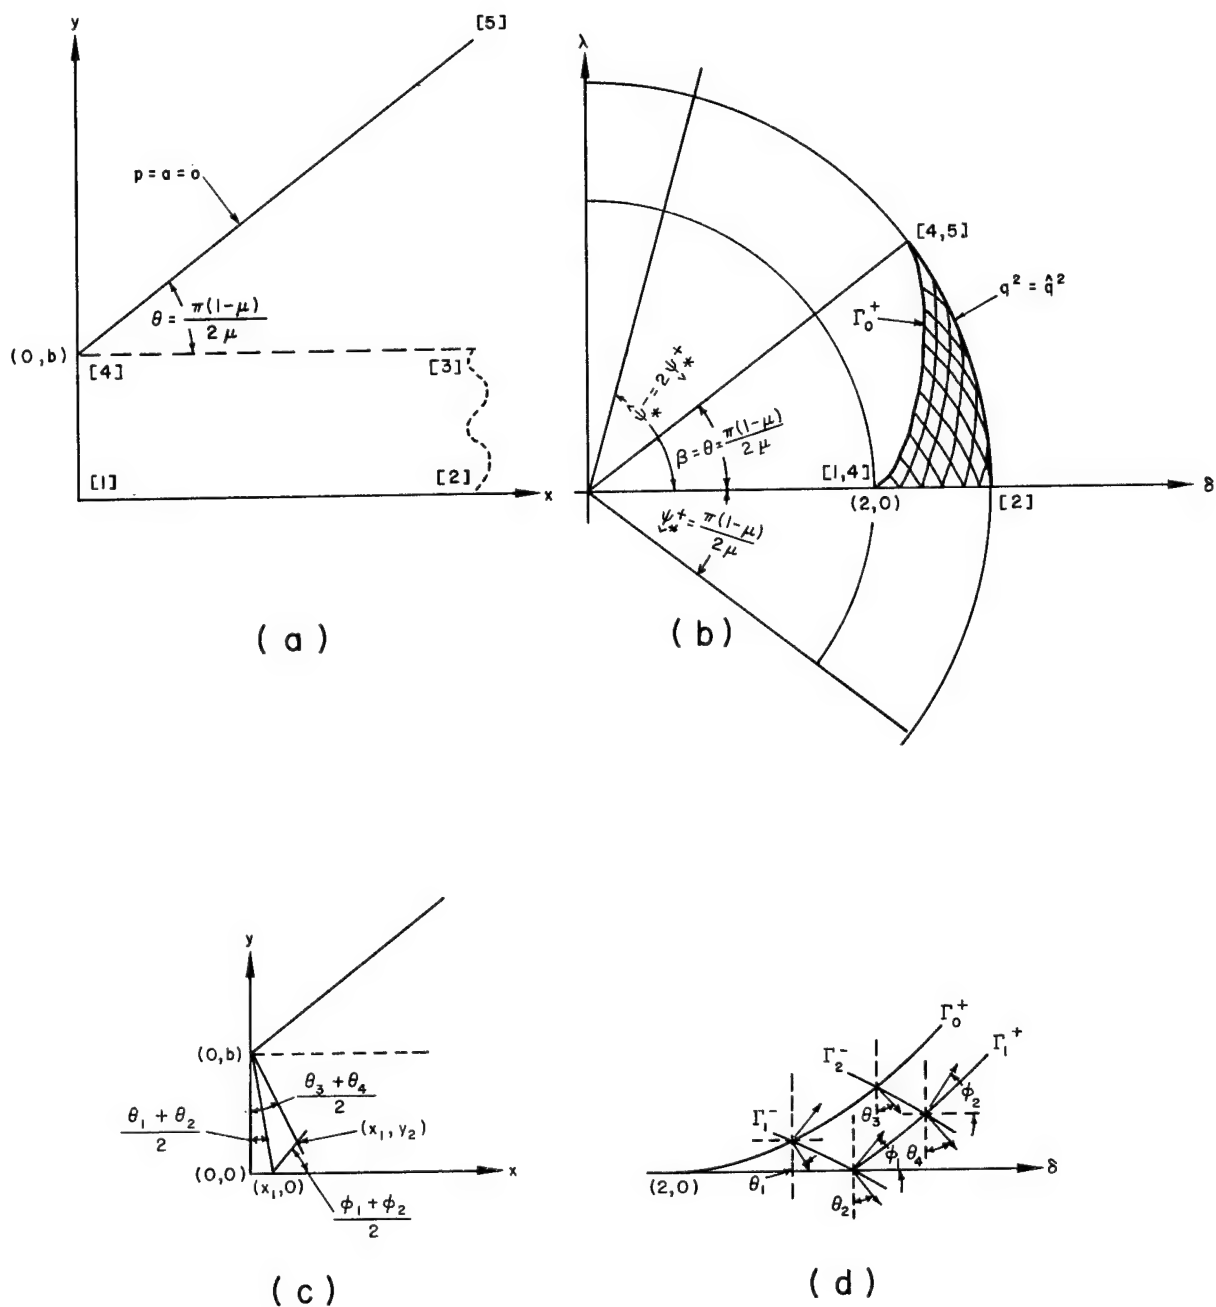 y
[5]
p = a = o
θ = π(1-μ) / 2μ
(0,b)
[4]
[3]
[1]
[2]
x
(a)
λ
[4,5]
q² = q̂²
Γ₀⁺
ψ̂*⁻ = 2ψ̬*⁺
β = θ = π(1-μ) / 2μ
[1,4]
(2,0)
[2]
δ
ψ̬*⁺ = π(1-μ) / 2μ
(b)
y
(0,b)
θ₃ + θ₄ / 2
θ₁ + θ₂ / 2
(x₁, y₂)
(0,0)
(x₁,0)
x
ϕ₁ + ϕ₂ / 2
(c)
Γ₀⁺
Γ₁⁺
Γ₂⁻
Γ₁⁻
ϕ₂
θ₃
ϕ₁
θ₄
δ
(2,0)
θ₁
θ₂
(d)